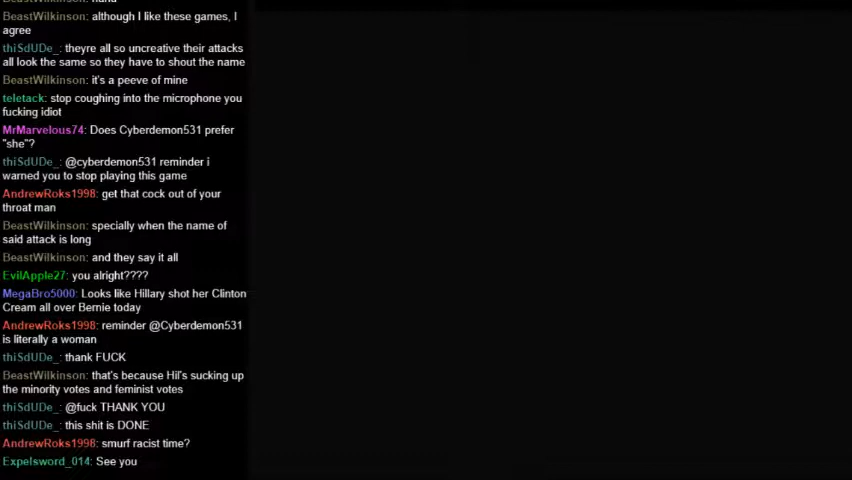 BeastWilkinson: although I like these games, I
agree
thiSdUDe_: theyre all so uncreative their attacks
all look the same so they have to shout the name
BeastWilkinson: it's a peeve of mine
teletack: stop coughing into the microphone you
fucking idiot
MrMarvelous74: Does Cyberdemon531 prefer
"she"?
thiSdUDe_: @cyberdemon531 reminder i
warned you to stop playing this game
AndrewRoks1998: get that cock out of your
throat man
BeastWilkinson: specially when the name of
said attack is long
BeastWilkinson: and they say it all
EvilApple27: you alright????
MegaBro5000: Looks like Hillary shot her Clinton
Cream all over Bernie today
AndrewRoks1998: reminder @Cyberdemon531
is literally a woman
thiSdUDe_: thank FUCK
BeastWilkinson: that's because Hil's sucking up
the minority votes and feminist votes
thiSdUDe_: @fuck THANK YOU
thiSdUDe_: this shit is DONE
AndrewRoks1998: smurf racist time?
Expelsword_014: See you